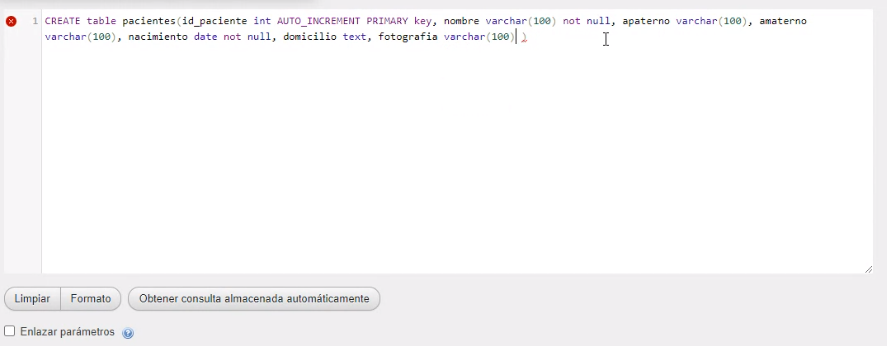 1 CREATE table pacientes(id_paciente int AUTO_INCREMENT PRIMARY key, nombre varchar(100) not null, apaterno varchar(100), amaterno
varchar(100), nacimiento date not null, domicilio text, fotografia varchar(100) )
Limpiar Formato Obtener consulta almacenada automáticamente
Enlazar parámetros